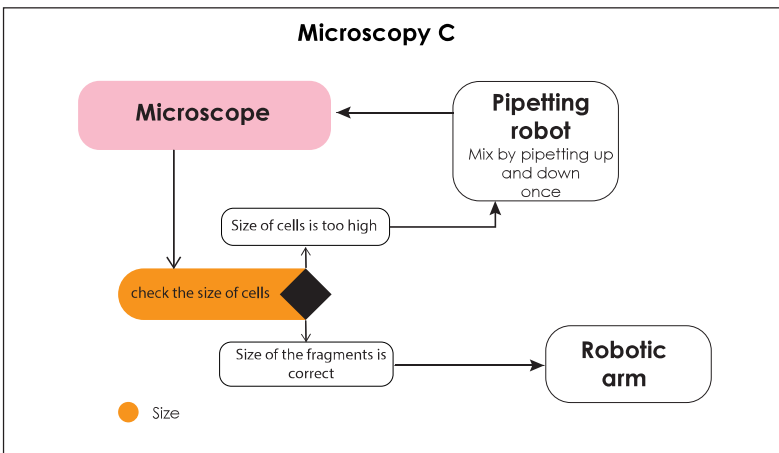 Microscopy C
Microscope
Pipetting
robot
Mix by pipetting up
and down
once
Size of cells is too high
check the size of cells
Size of the fragments is
correct
Robotic
arm
Size